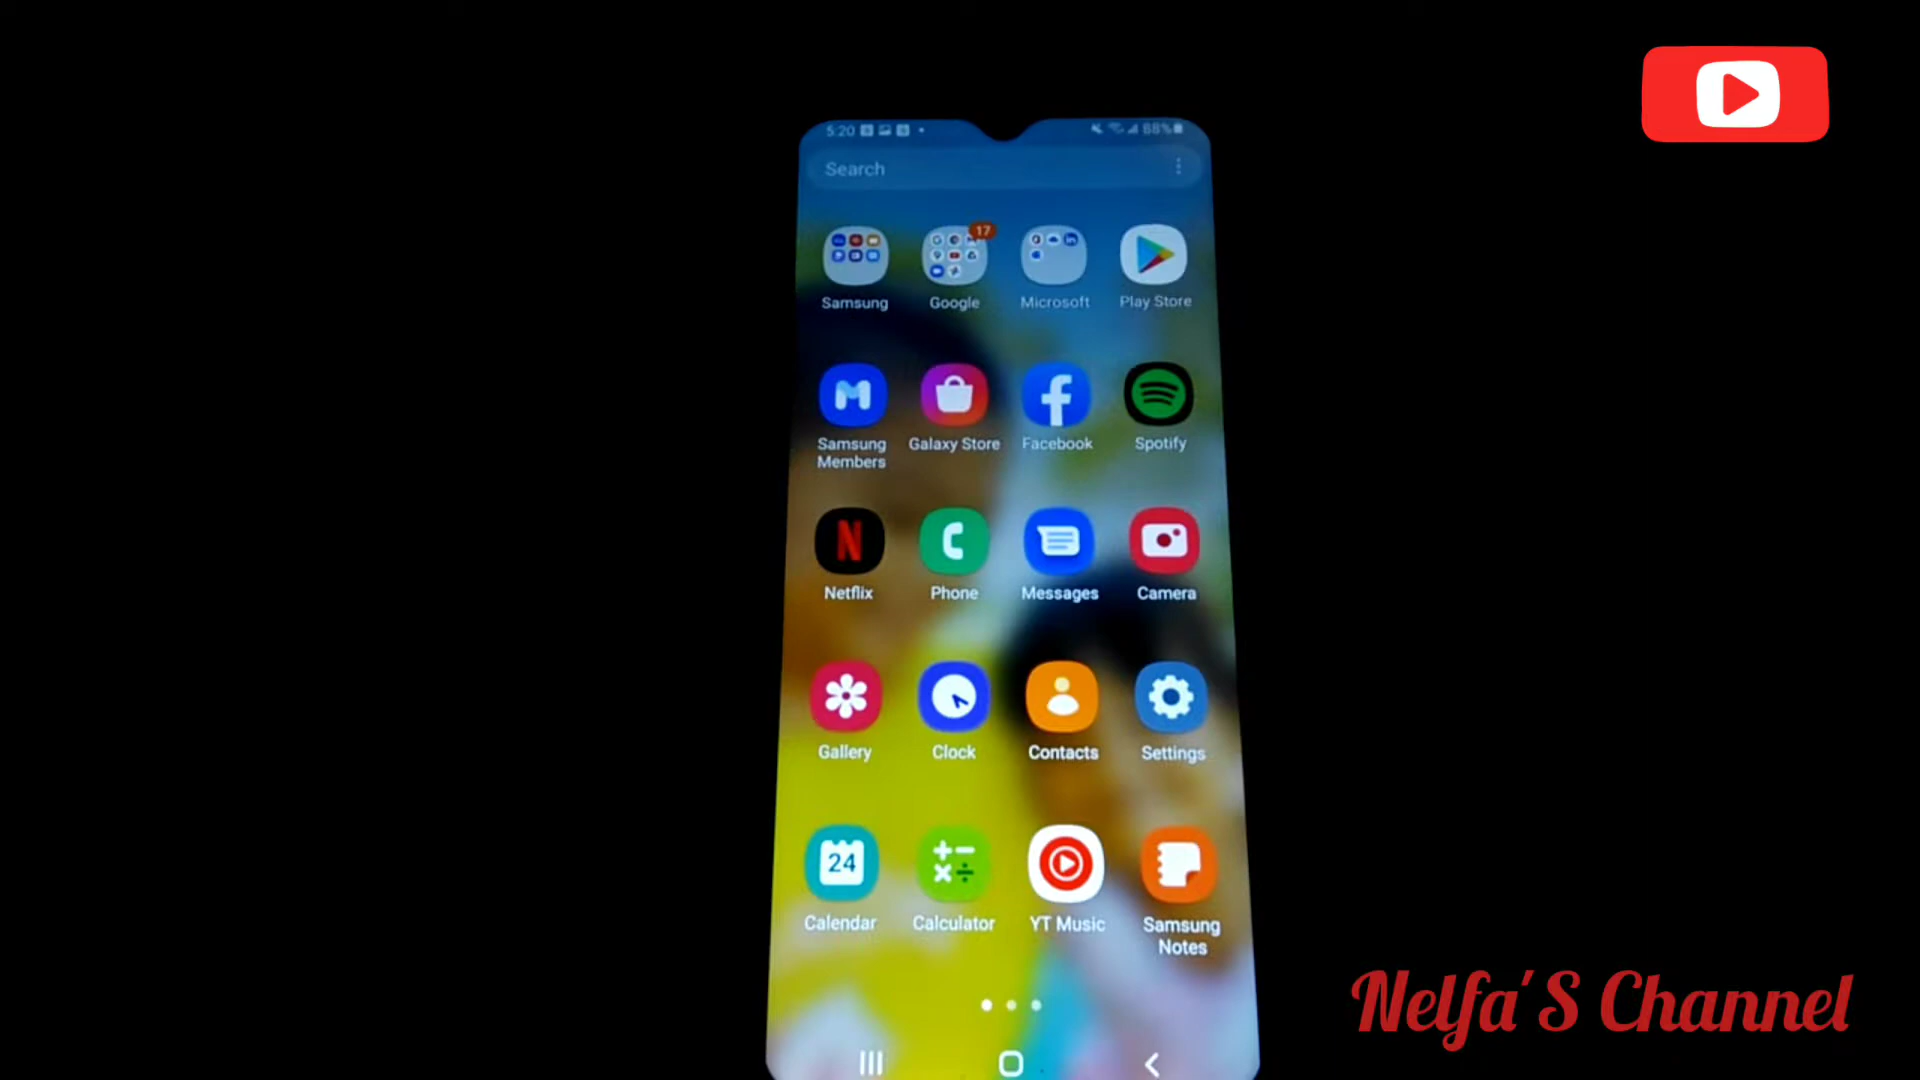 5:20 88%
Search
17
Samsung Google Microsoft Play Store
Samsung Members Galaxy Store Facebook Spotify
N
Netflix Phone Messages Camera
Gallery Clock Contacts Settings
24
Calendar Calculator YT Music Samsung Notes
Nelfa'S Channel